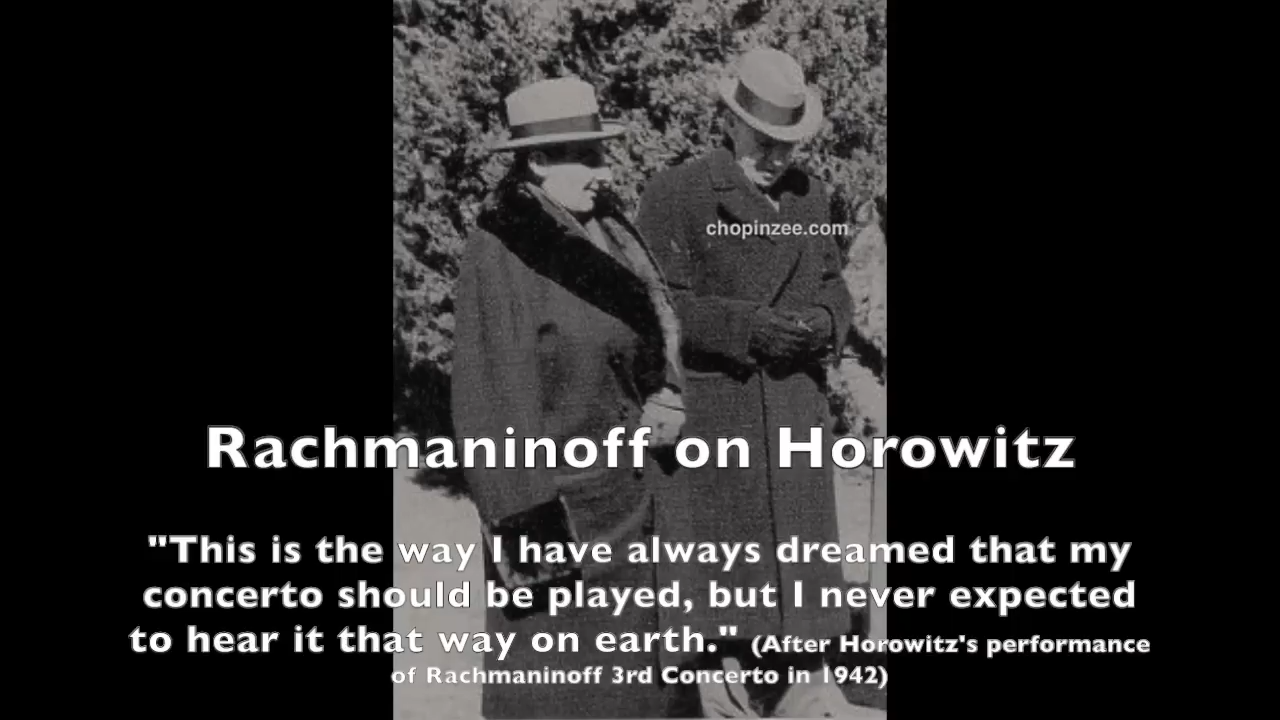 chopinzee.com
Rachmaninoff on Horowitz
"This is the way I have always dreamed that my
concerto should be played, but I never expected
to hear it that way on earth." (After Horowitz's performance
of Rachmaninoff 3rd Concerto in 1942)